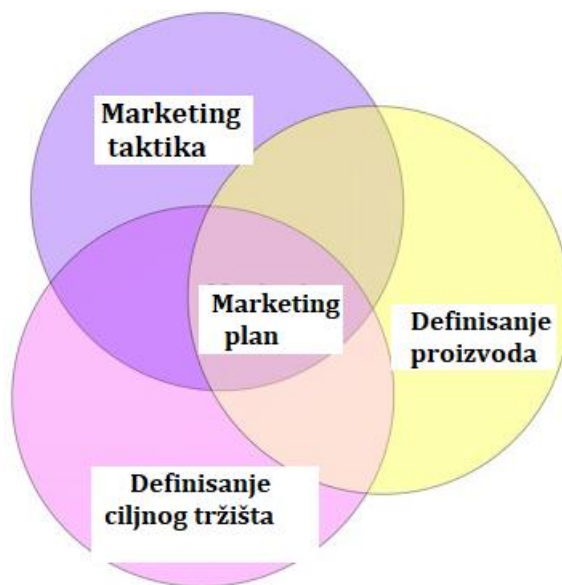 Marketing
taktika
Marketing
plan
Definisanje
proizvoda
Definisanje
ciljnog tržišta